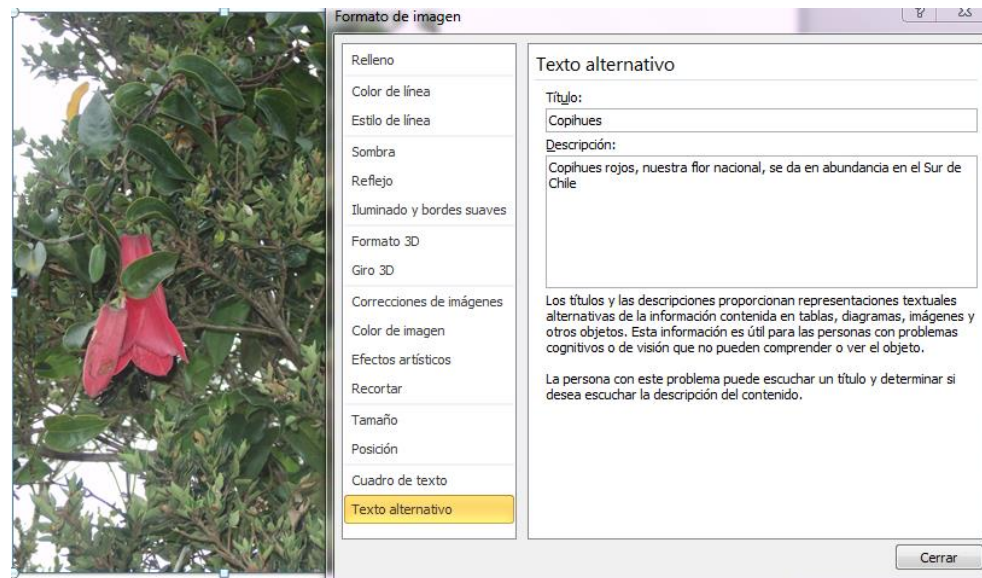 Formato de imagen
Relleno
Color de línea
Estilo de línea
Sombra
Reflejo
Iluminado y bordes suaves
Formato 3D
Giro 3D
Correcciones de imágenes
Color de imagen
Efectos artísticos
Recortar
Tamaño
Posición
Cuadro de texto
Texto alternativo
Texto alternativo
Título:
Copihues
Descripción:
Copihues rojos, nuestra flor nacional, se da en abundancia en el Sur de
Chile
Los títulos y las descripciones proporcionan representaciones textuales
alternativas de la información contenida en tablas, diagramas, imágenes y
otros objetos. Esta información es útil para las personas con problemas
cognitivos o de visión que no pueden comprender o ver el objeto.
La persona con este problema puede escuchar un título y determinar si
desea escuchar la descripción del contenido.
Cerrar